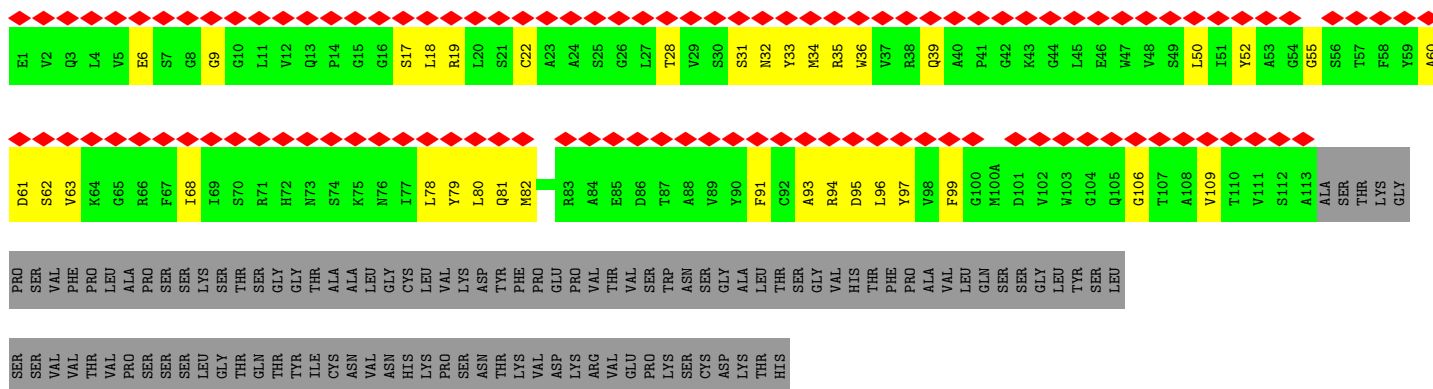 E1 V2 Q3 L4 V5 E6 S7 G8 G9 G10 L11 V12 Q13 P14 G15 G16 S17 L18 R19 L20 S21 C22 A23 A24 S25 G26 L27 T28 V29 S30 S31 N32 Y33 M34 R35 W36 V37 R38 Q39 A40 P41 G42 K43 G44 L45 E46 W47 V48 S49 L50 I51 Y52 A53 G54 G55 S56 T57 F58 Y59 A60
D61 S62 V63 K64 G65 R66 F67 I68 I69 S70 R71 H72 N73 S74 K75 N76 I77 L78 Y79 L80 Q81 M82 R83 A84 E85 D86 T87 A88 V89 Y90 F91 C92 A93 R94 D95 L96 Y97 V98 F99 G100 M100A D101 V102 W103 G104 Q105 G106 T107 A108 V109 T110 V111 S112 A113 ALA SER THR LYS GLY
PRO SER VAL PHE PRO LEU ALA PRO SER SER LYS SER THR SER GLY GLY THR ALA ALA LEU GLY CYS LEU VAL LYS ASP TYR PHE PRO GLU PRO VAL THR VAL SER TRP ASN SER GLY ALA LEU THR SER GLY VAL HIS THR PHE PRO ALA VAL LEU GLN SER SER GLY LEU TYR SER LEU
SER SER VAL VAL THR VAL PRO SER SER SER LEU GLY THR GLN THR TYR ILE CYS ASN VAL ASN HIS LYS PRO SER ASN THR LYS VAL ASP LYS ARG VAL GLU PRO LYS SER CYS ASP LYS THR HIS